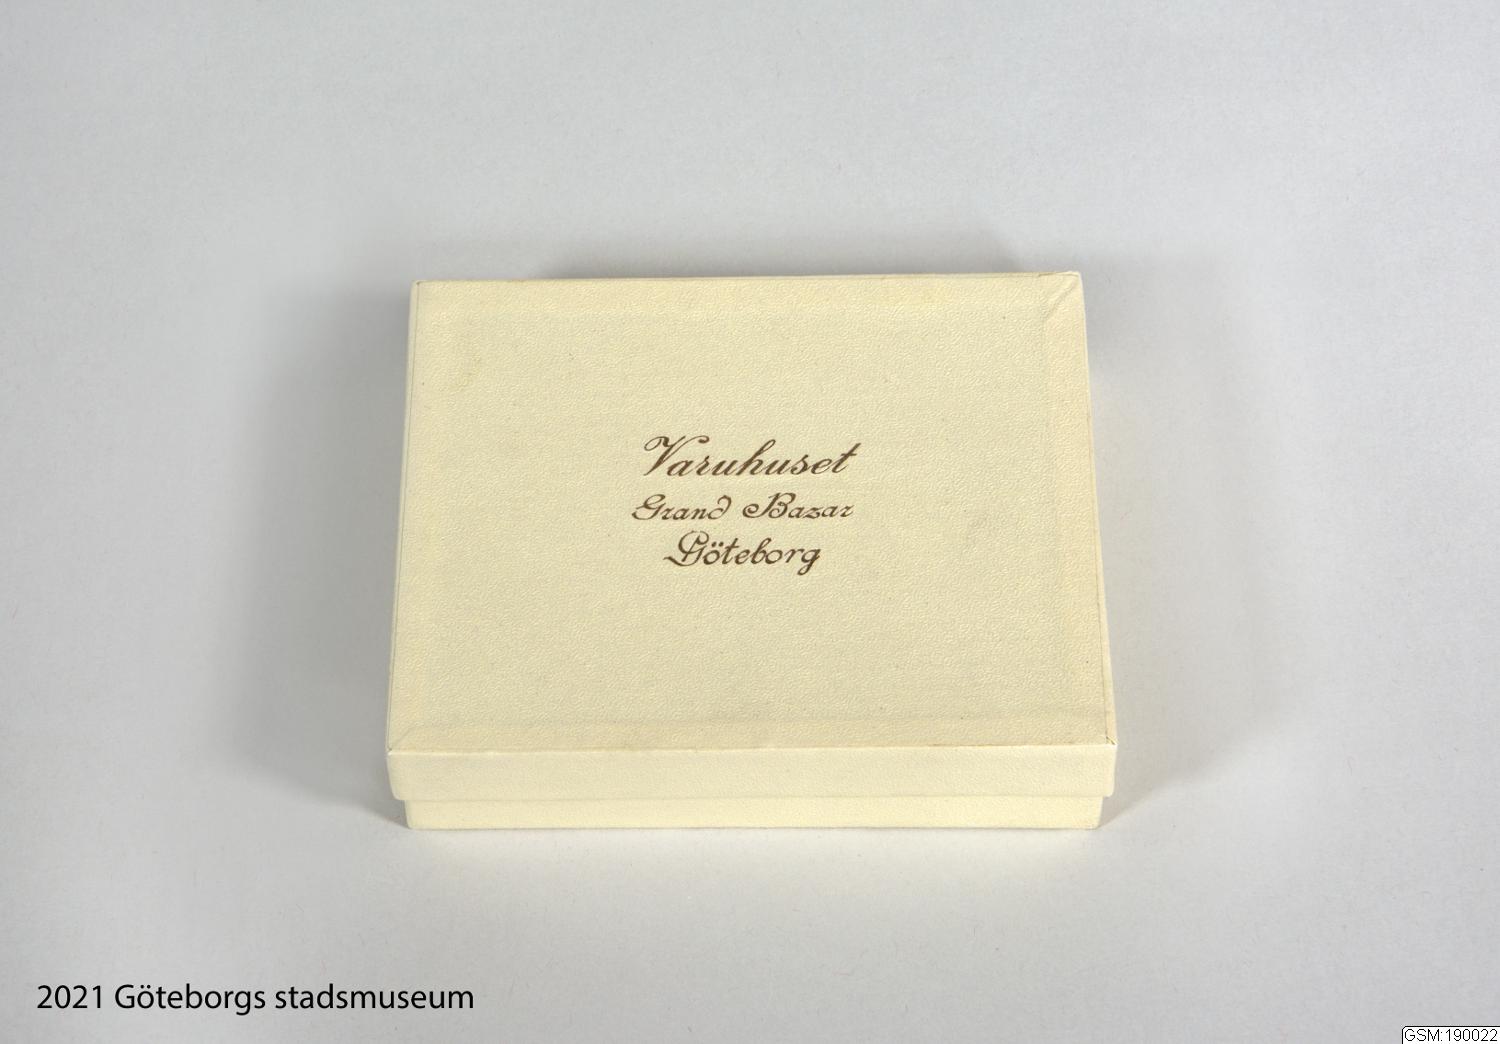 Varuhuset
Grand Bazar
Göteborg
2021 Göteborgs stadsmuseum
GSM:190022